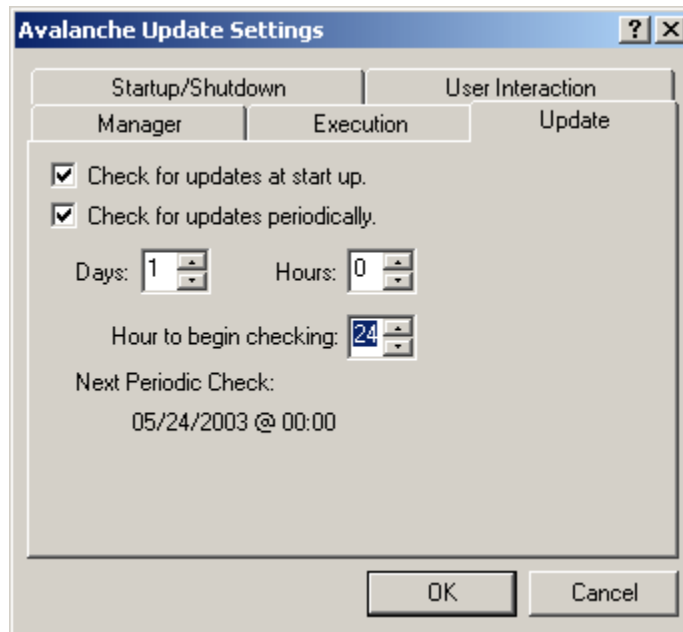 Avalanche Update Settings
Startup/Shutdown User Interaction
Manager Execution Update
Check for updates at start up.
Check for updates periodically.
Days: 1 Hours: 0
Hour to begin checking: 24
Next Periodic Check:
05/24/2003 @ 00:00
OK Cancel